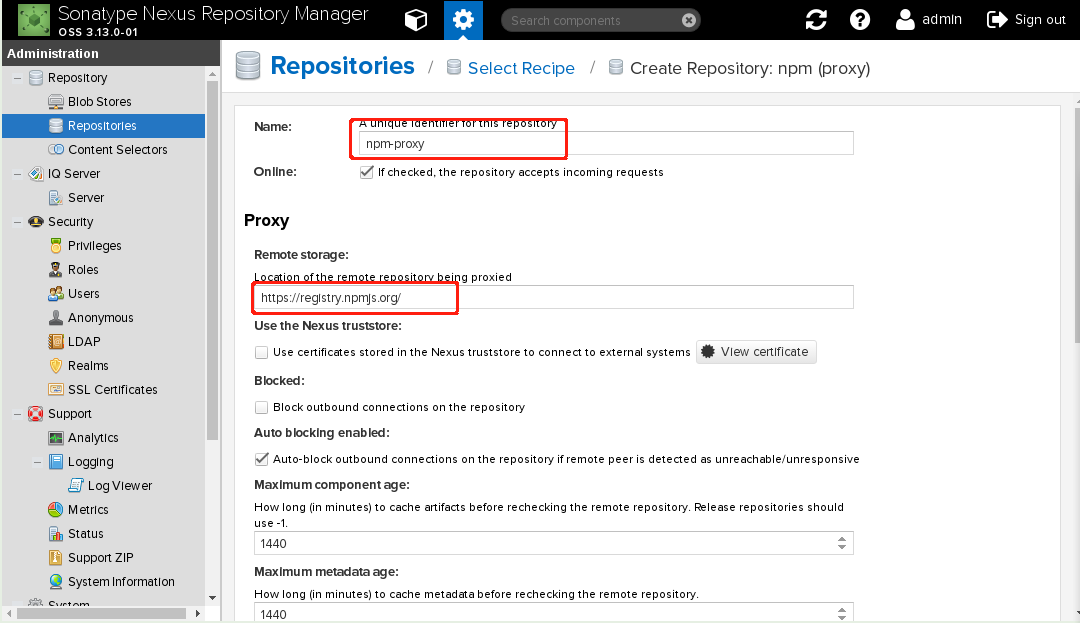 Sonatype Nexus Repository Manager
OSS 3.13.0-01
Search components
admin
Sign out
Administration
Repository
Blob Stores
Repositories
Content Selectors
IQ Server
Server
Security
Privileges
Roles
Users
Anonymous
LDAP
Realms
SSL Certificates
Support
Analytics
Logging
Log Viewer
Metrics
Status
Support ZIP
System Information
System
Repositories / Select Recipe / Create Repository: npm (proxy)
Name:
A unique identifier for this repository
npm-proxy
Online:
If checked, the repository accepts incoming requests
Proxy
Remote storage:
Location of the remote repository being proxied
https://registry.npmjs.org/
Use the Nexus truststore:
Use certificates stored in the Nexus truststore to connect to external systems
View certificate
Blocked:
Block outbound connections on the repository
Auto blocking enabled:
Auto-block outbound connections on the repository if remote peer is detected as unreachable/unresponsive
Maximum component age:
How long (in minutes) to cache artifacts before rechecking the remote repository. Release repositories should
use -1.
1440
Maximum metadata age:
How long (in minutes) to cache metadata before rechecking the remote repository.
1440